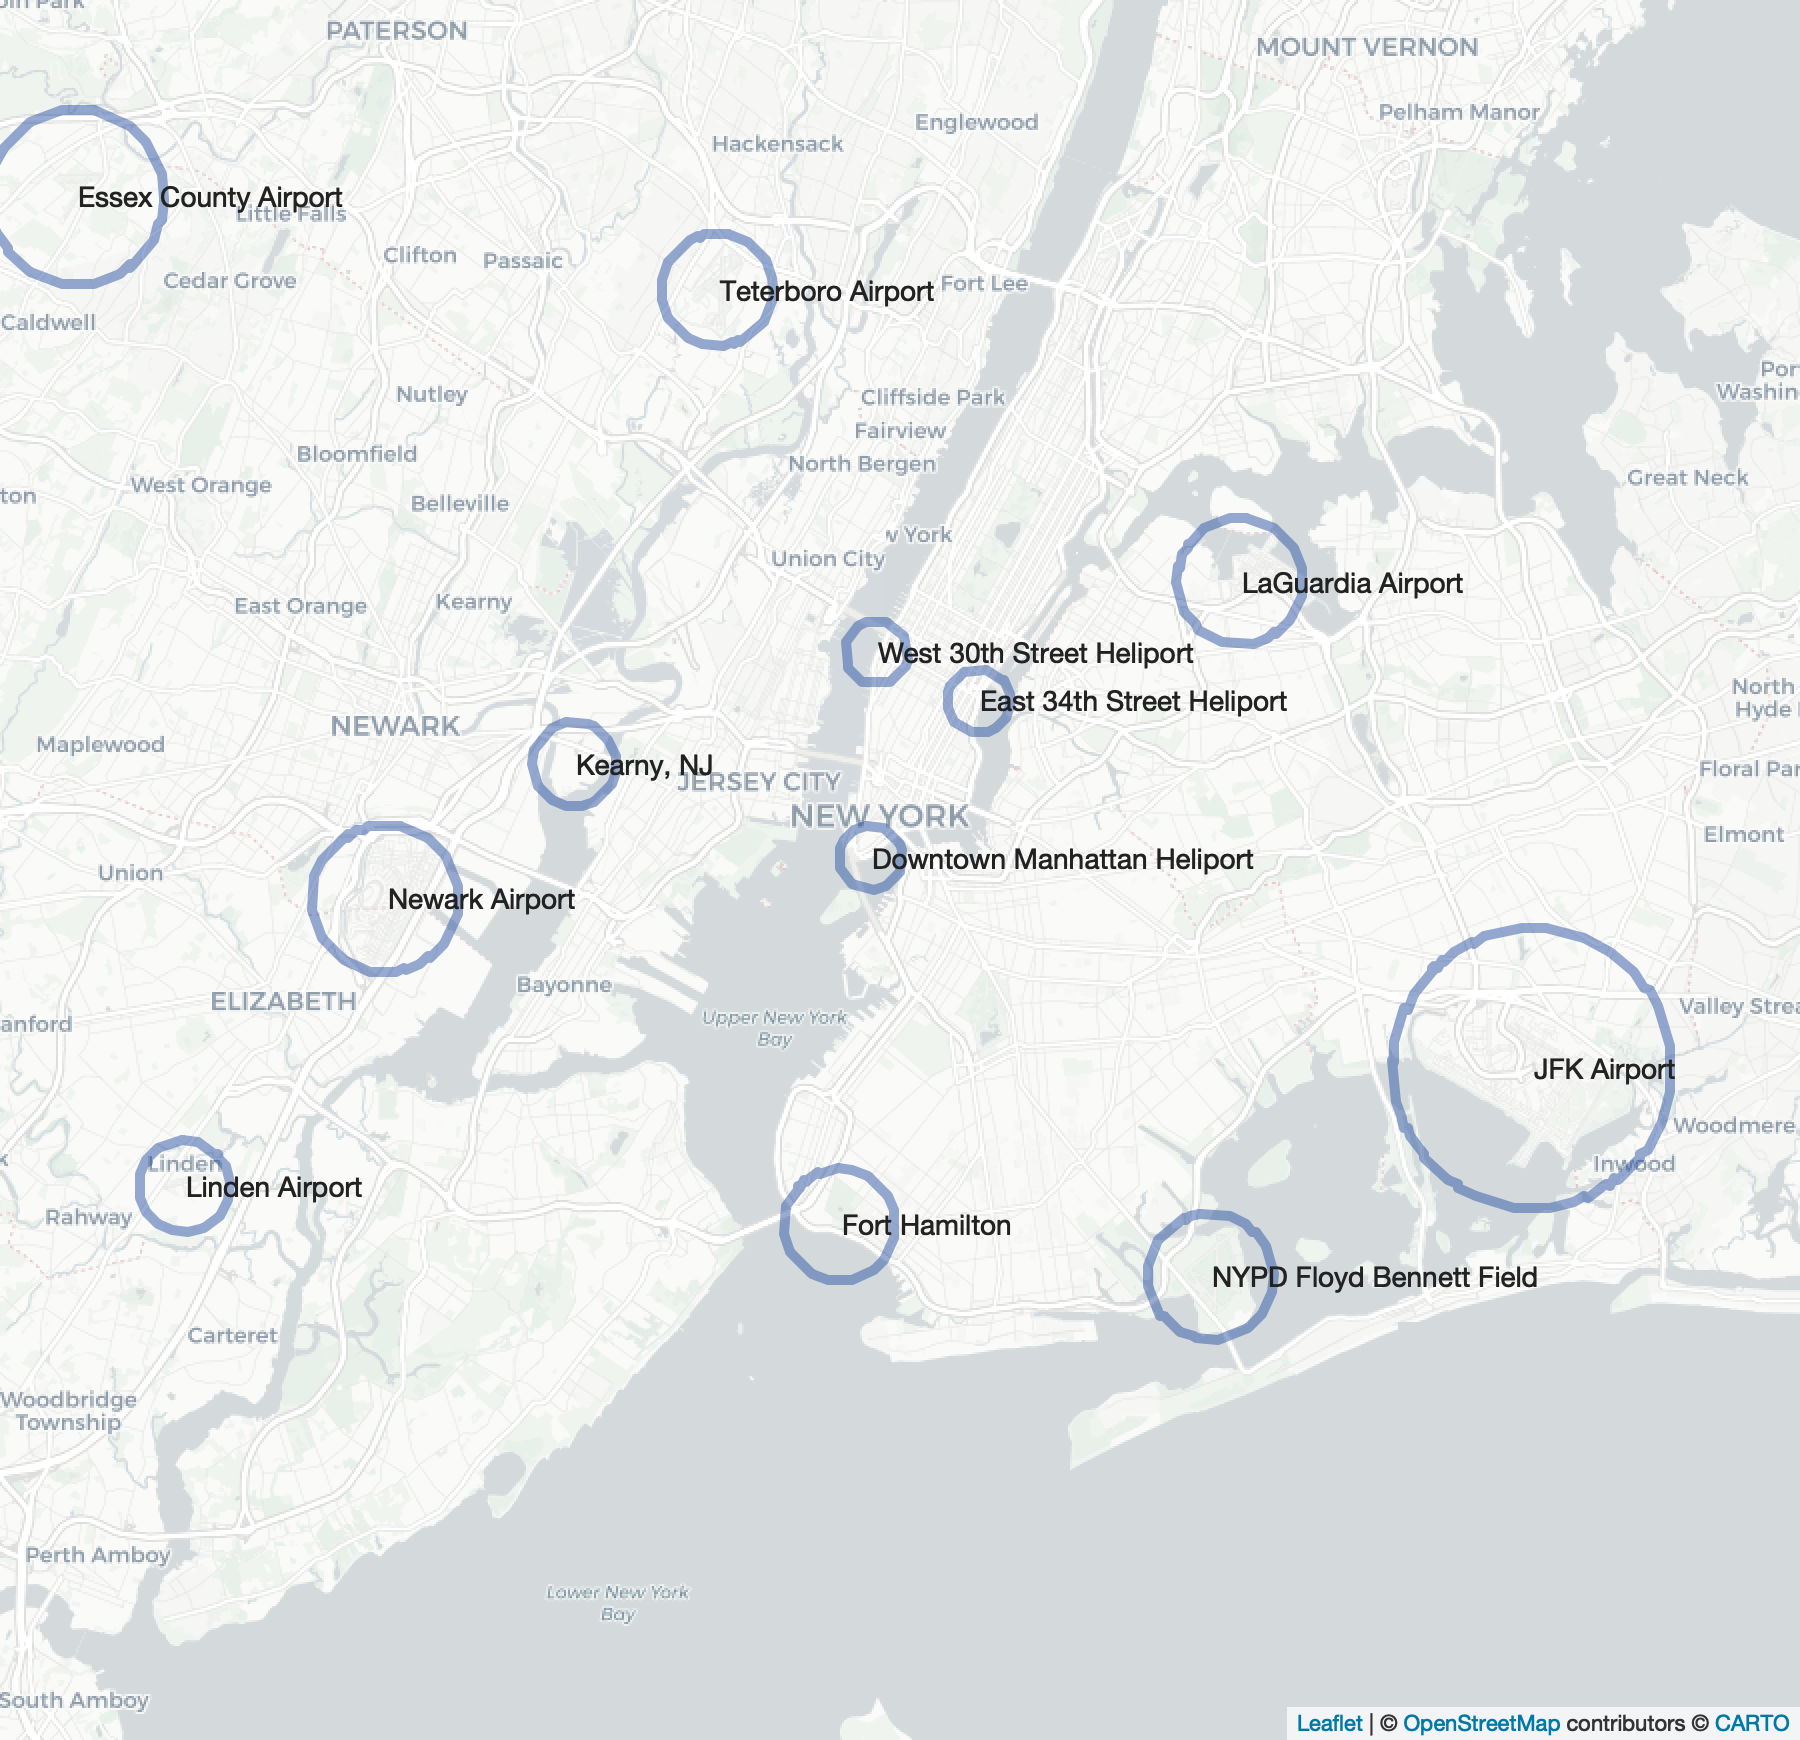 PATERSON
MOUNT VERNON
Pelham Manor
Englewood
Hackensack
Essex County Airport
Little Falls
Clifton
Passaic
Cedar Grove
Teterboro Airport
Fort Lee
Caldwell
Port
Washin
Nutley
Cliffside Park
Fairview
Bloomfield
North Bergen
Great Neck
West Orange
ton
Belleville
w York
Union City
LaGuardia Airport
East Orange
Kearny
West 30th Street Heliport
East 34th Street Heliport
North
Hyde
NEWARK
Maplewood
Kearny, NJ
JERSEY CITY
Floral Par
NEW YORK
Elmont
Downtown Manhattan Heliport
Union
Newark Airport
Bayonne
ELIZABETH
Valley Strea
anford
Upper New York
Bay
JFK Airport
Woodmere
Linden
Inwood
Linden Airport
Rahway
Fort Hamilton
NYPD Floyd Bennett Field
Carteret
Woodbridge
Township
Perth Amboy
Lower New York
Bay
South Amboy
Leaflet | © OpenStreetMap contributors © CARTO